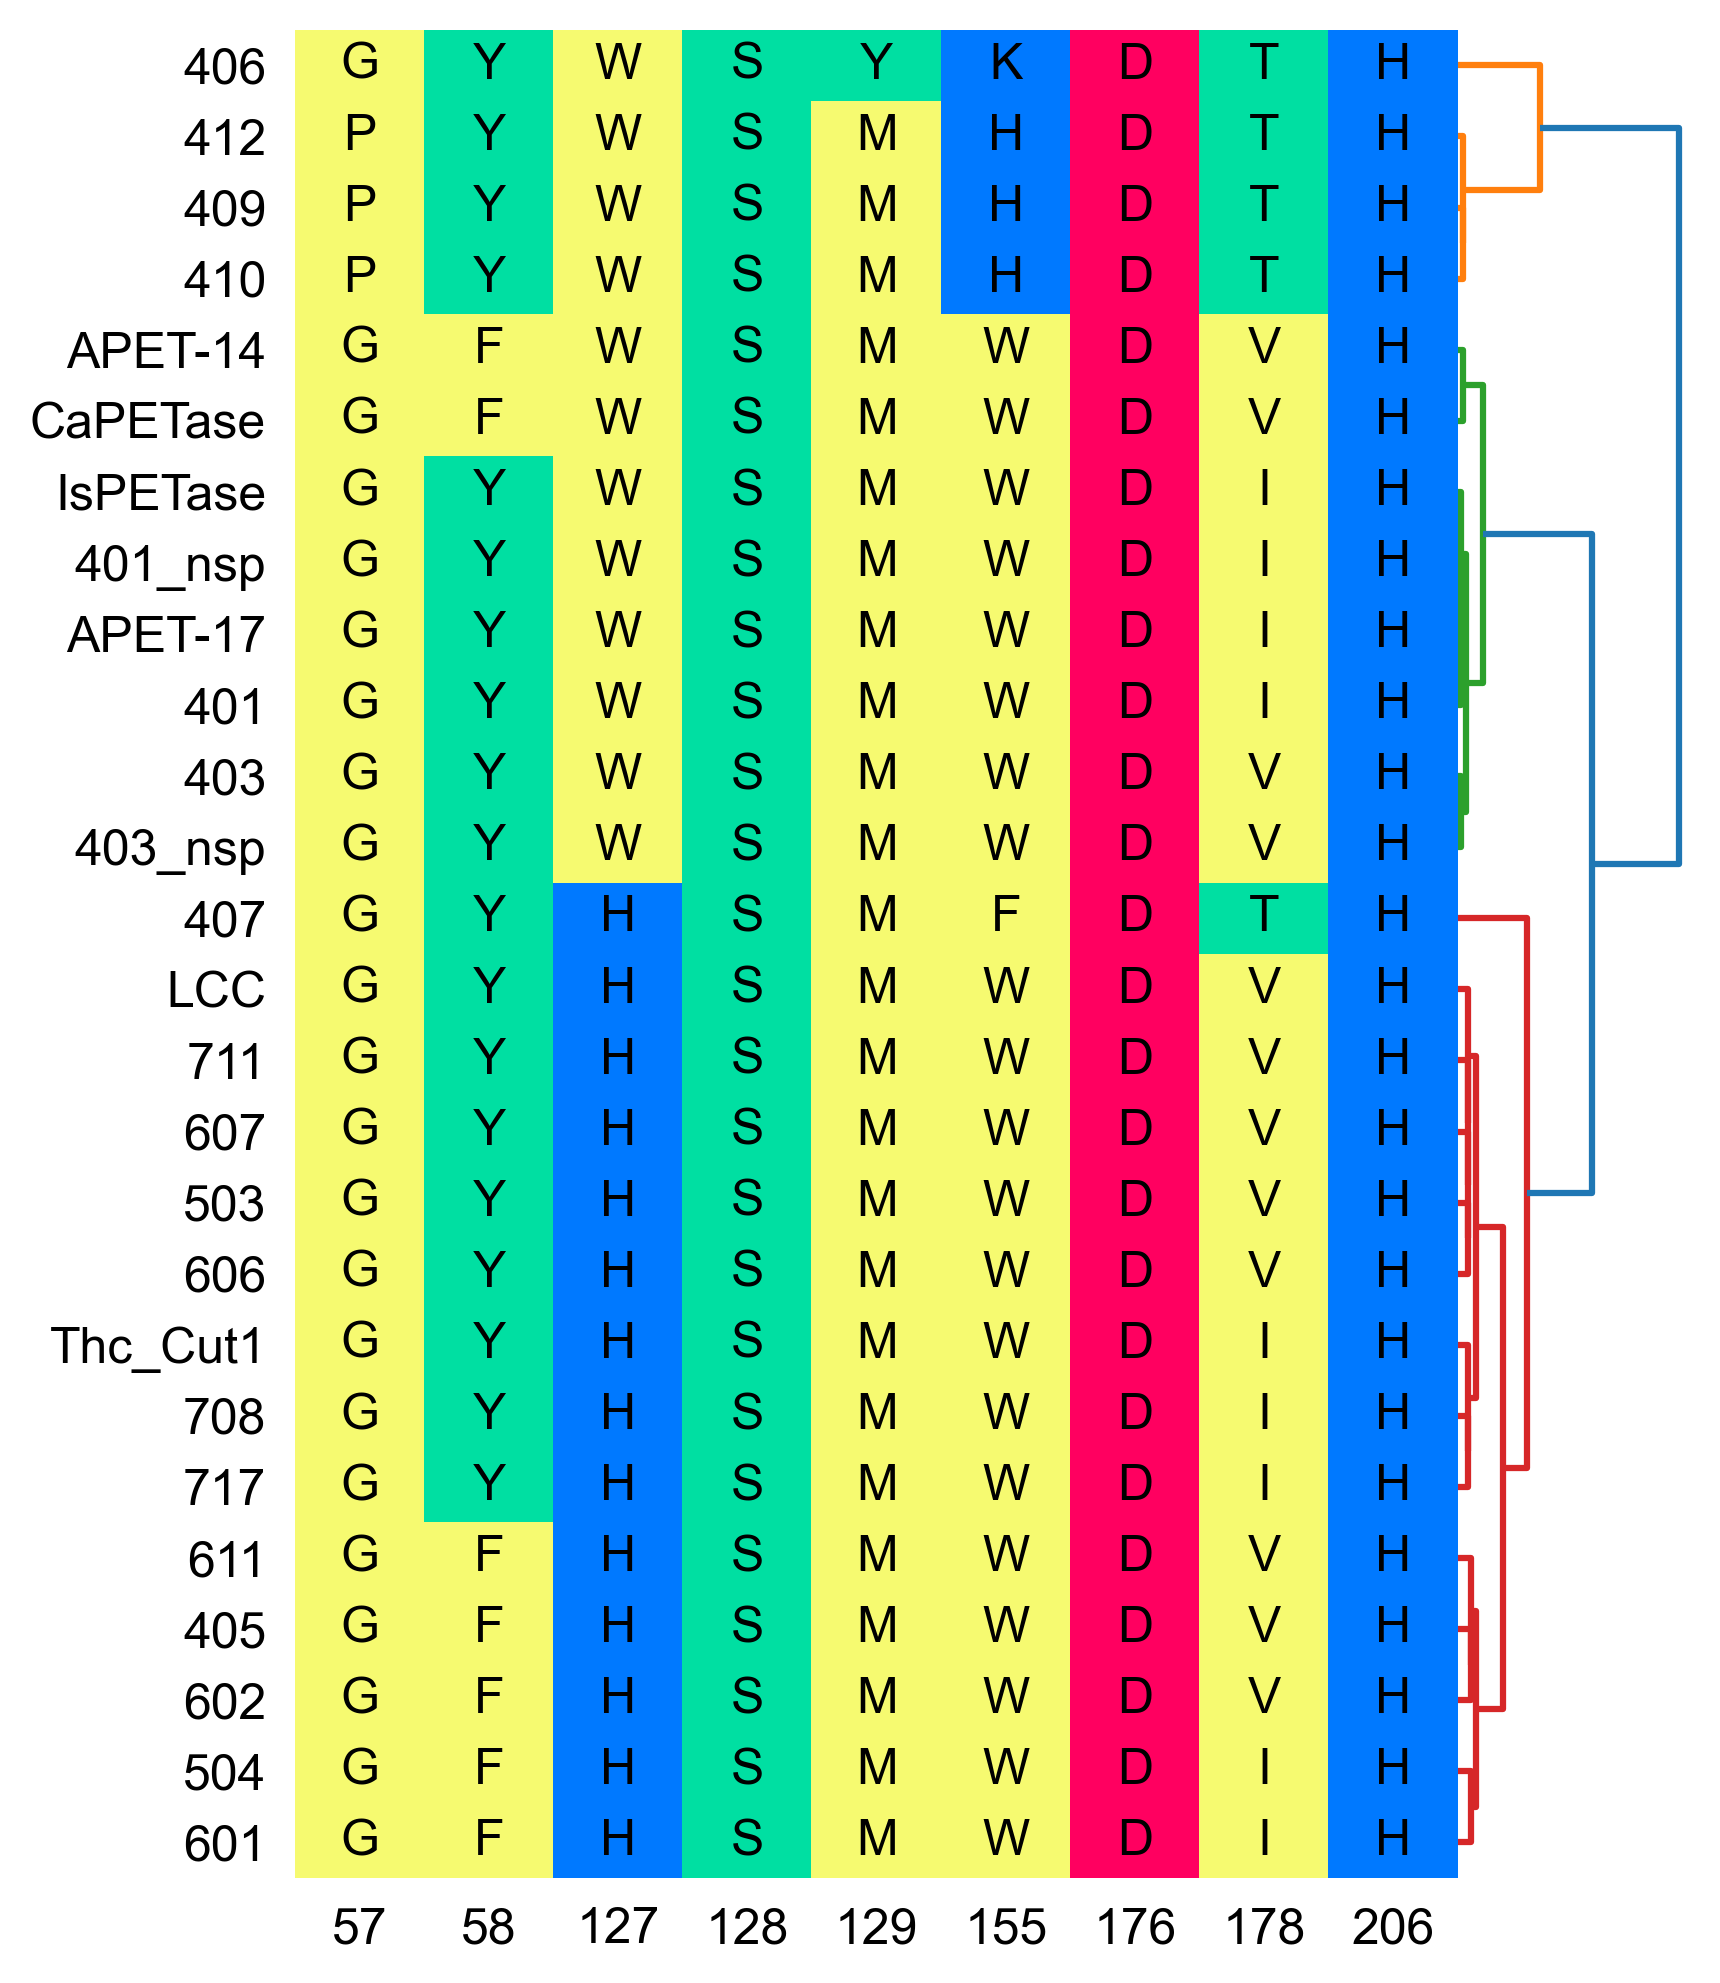 406 G Y W S Y K D T H
412 P Y W S M H D T H
409 P Y W S M H D T H
410 P Y W S M H D T H
APET-14 G F W S M W D V H
CaPETase G F W S M W D V H
IsPETase G Y W S M W D I H
401_nsp G Y W S M W D I H
APET-17 G Y W S M W D I H
401 G Y W S M W D I H
403 G Y W S M W D V H
403_nsp G Y W S M W D V H
407 G Y H S M F D T H
LCC G Y H S M W D V H
711 G Y H S M W D V H
607 G Y H S M W D V H
503 G Y H S M W D V H
606 G Y H S M W D V H
Thc_Cut1 G Y H S M W D I H
708 G Y H S M W D I H
717 G Y H S M W D I H
611 G F H S M W D V H
405 G F H S M W D V H
602 G F H S M W D V H
504 G F H S M W D I H
601 G F H S M W D I H
57 58 127 128 129 155 176 178 206